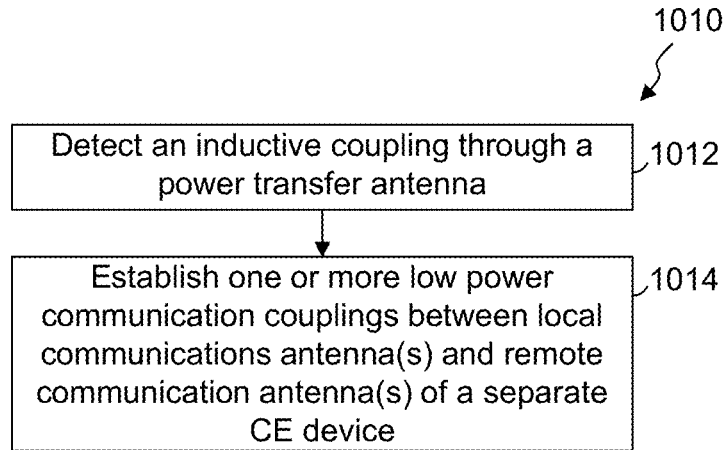 1010
Detect an inductive coupling through a
power transfer antenna
1012
Establish one or more low power
communication couplings between local
communications antenna(s) and remote
communication antenna(s) of a separate
CE device
1014